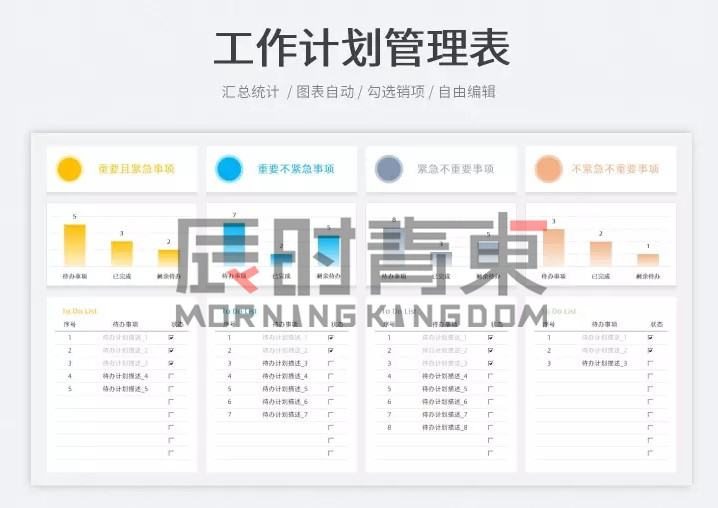 工作计划管理表
汇总统计 / 图表自动 / 勾选销项 / 自由编辑
重要且紧急事项
重要不紧急事项
紧急不重要事项
不紧急不重要事项
5
3
2
待办事项 已完成 剩余待办
7
2
5
待办事项 已完成 剩余待办
8
3
5
待办事项 已完成 剩余待办
3
2
1
待办事项 已完成 剩余待办
辰时青東
MORNINGKINGDOM
To Do List
序号 待办事项 状态
1 待办计划描述_1
2 待办计划描述_2
3 待办计划描述_3
4 待办计划描述_4
5 待办计划描述_5
To Do List
序号 待办事项 状态
1 待办计划描述_1
2 待办计划描述_2
3 待办计划描述_3
4 待办计划描述_4
5 待办计划描述_5
6 待办计划描述_6
7 待办计划描述_7
To Do List
序号 待办事项 状态
1 待办计划描述_1
2 待办计划描述_2
3 待办计划描述_3
4 待办计划描述_4
5 待办计划描述_5
6 待办计划描述_6
7 待办计划描述_7
8 待办计划描述_8
To Do List
序号 待办事项 状态
1 待办计划描述_1
2 待办计划描述_2
3 待办计划描述_3